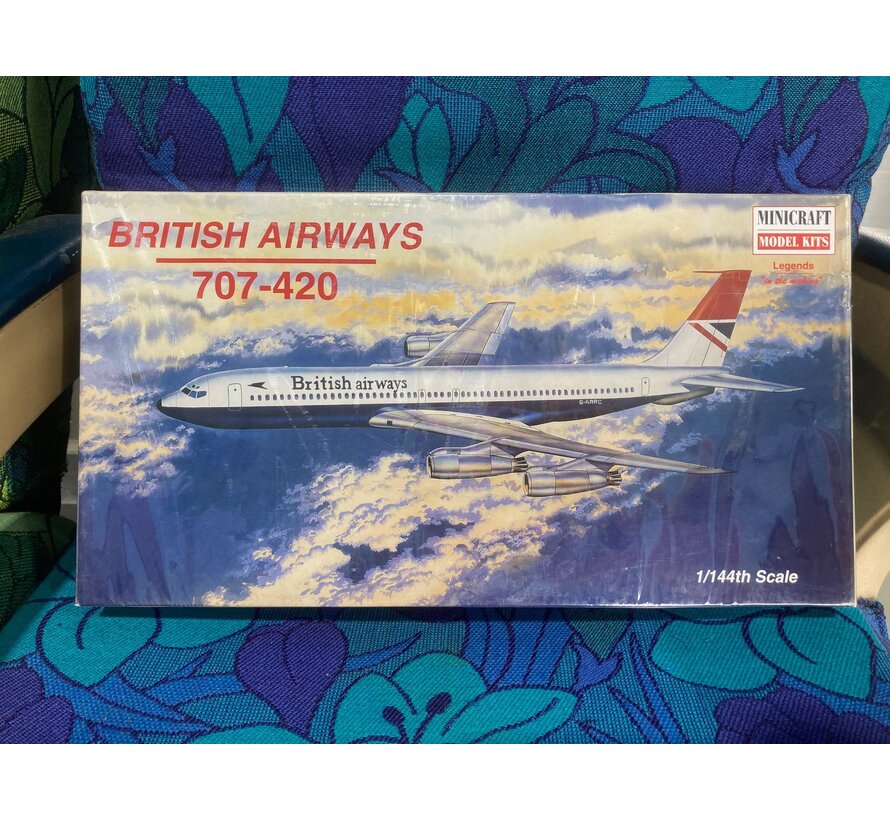 BRITISH AIRWAYS
707-420
MINICRAFT
MODEL KITS
Legends
"in the making"
British airways
G-ARRC
1/144th Scale